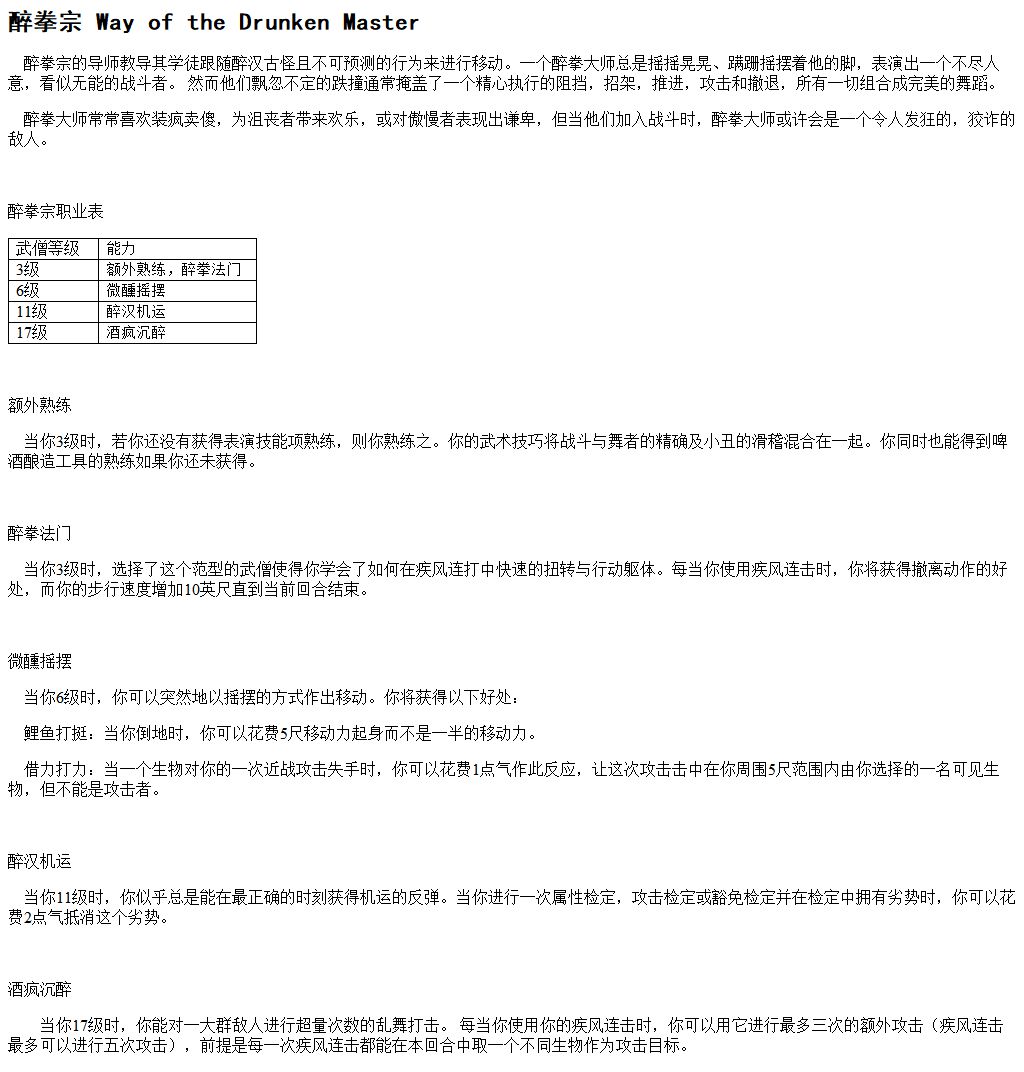 醉拳宗 Way of the Drunken Master
醉拳宗的导师教导其学徒跟随醉汉古怪且不可预测的行为来进行移动。一个醉拳大师总是摇摇晃晃、蹒跚摇摆着他的脚，表演出一个不尽人
意，看似无能的战斗者。 然而他们飘忽不定的跌撞通常掩盖了一个精心执行的阻挡，招架，推进，攻击和撤退，所有一切组合成完美的舞蹈。
醉拳大师常常喜欢装疯卖傻，为沮丧者带来欢乐，或对傲慢者表现出谦卑，但当他们加入战斗时，醉拳大师或许会是一个令人发狂的，狡诈的
敌人。
醉拳宗职业表
武僧等级 能力
3级 额外熟练，醉拳法门
6级 微醺摇摆
11级 醉汉机运
17级 酒疯沉醉
额外熟练
当你3级时，若你还没有获得表演技能项熟练，则你熟练之。你的武术技巧将战斗与舞者的精确及小丑的滑稽混合在一起。你同时也能得到啤
酒酿造工具的熟练如果你还未获得。
醉拳法门
当你3级时，选择了这个范型的武僧使得你学会了如何在疾风连打中快速的扭转与行动躯体。每当你使用疾风连击时，你将获得撤离动作的好
处，而你的步行速度增加10英尺直到当前回合结束。
微醺摇摆
当你6级时，你可以突然地以摇摆的方式作出移动。你将获得以下好处：
鲤鱼打挺：当你倒地时，你可以花费5尺移动力起身而不是一半的移动力。
借力打力：当一个生物对你的一次近战攻击失手时，你可以花费1点气作此反应，让这次攻击击中在你周围5尺范围内由你选择的一名可见生
物，但不能是攻击者。
醉汉机运
当你11级时，你似乎总是能在最正确的时刻获得机运的反弹。当你进行一次属性检定，攻击检定或豁免检定并在检定中拥有劣势时，你可以花
费2点气抵消这个劣势。
酒疯沉醉
当你17级时，你能对一大群敌人进行超量次数的乱舞打击。 每当你使用你的疾风连击时，你可以用它进行最多三次的额外攻击（疾风连击
最多可以进行五次攻击），前提是每一次疾风连击都能在本回合中取一个不同生物作为攻击目标。